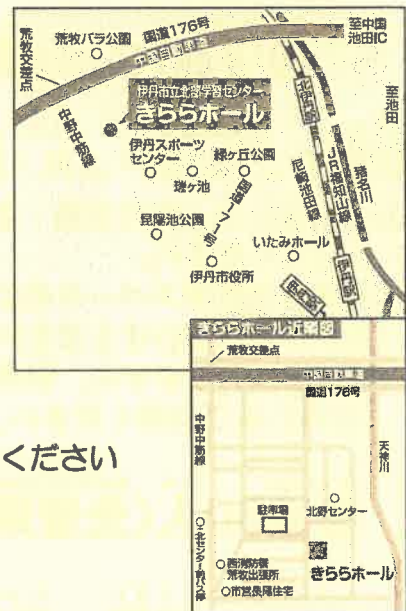 国道176号
至中国
池田IC
荒牧バラ公園
荒牧交差点
中国自動車道
至池田
中野中筋線
伊丹市立北部学習センター
きららホール
北伊丹駅
猪名川
JR福知山線
尼崎池田線
伊丹スポーツ
センター
緑ヶ丘公園
瑞ヶ池
国道171号
昆陽池公園
いたみホール
伊丹市役所
伊丹駅
きららホール近隣図
荒牧交差点
中国自動車道
国道176号
中野中筋線
天神川
ください
駐車場
北野センター
西消防署
荒牧出張所
きららホール
市営長尾住宅